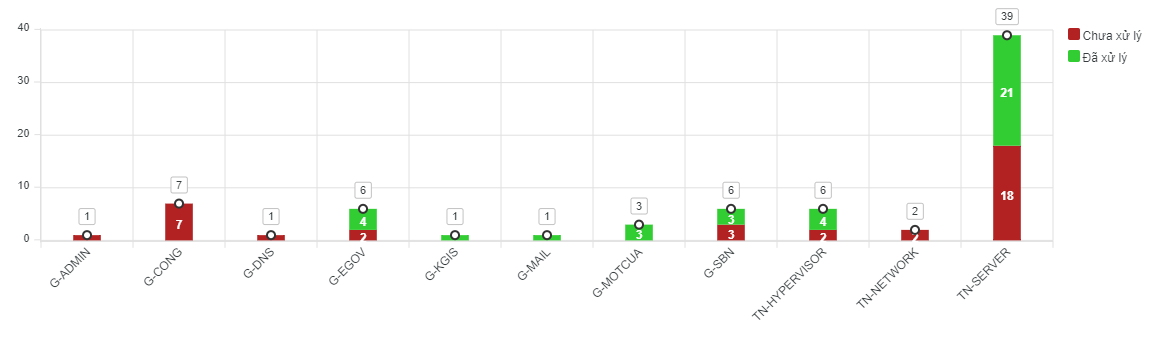 40
30
20
10
0
1
7
7
1
6
4
2
1
1
3
3
6
3
3
6
4
2
2
2
39
21
18
G-ADMIN
G-CONG
G-DNS
G-EGOV
G-KGIS
G-MAIL
G-MOTCUA
G-SBN
TN-HYPERVISOR
TN-NETWORK
TN-SERVER
Chưa xử lý
Đã xử lý